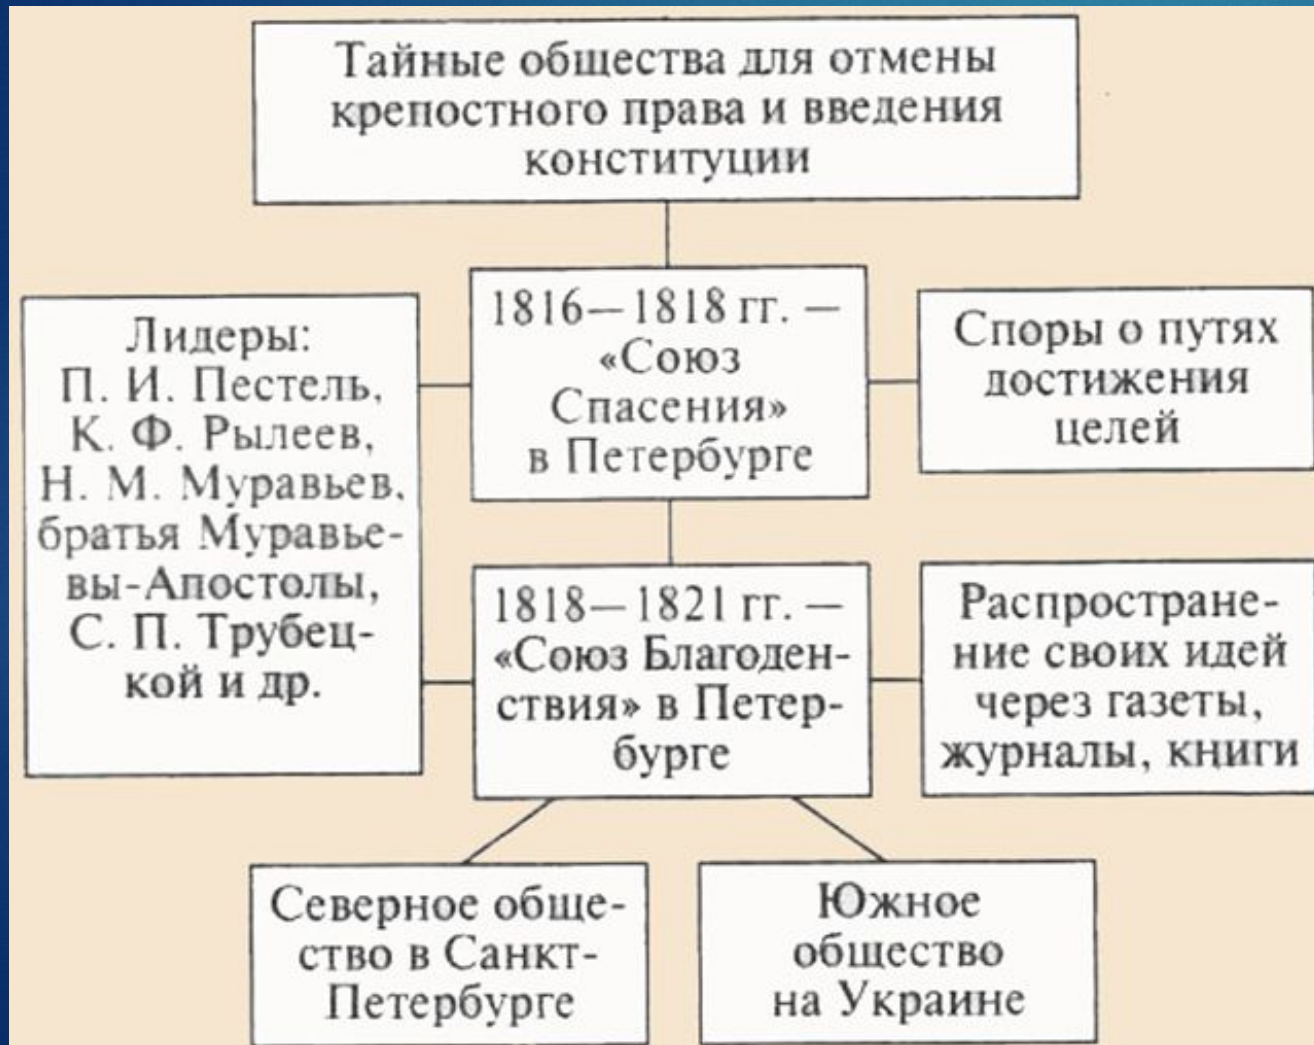 Тайные общества для отмены
крепостного права и введения
конституции
Лидеры:
П. И. Пестель,
К. Ф. Рылеев,
Н. М. Муравьев,
братья Муравье-
вы-Апостолы,
С. П. Трубец-
кой и др.
1816—1818 гг. —
«Союз
Спасения»
в Петербурге
Споры о путях
достижения
целей
1818—1821 гг. —
«Союз Благоден-
ствия» в Петер-
бурге
Распростране-
ние своих идей
через газеты,
журналы, книги
Северное обще-
ство в Санкт-
Петербурге
Южное
общество
на Украине